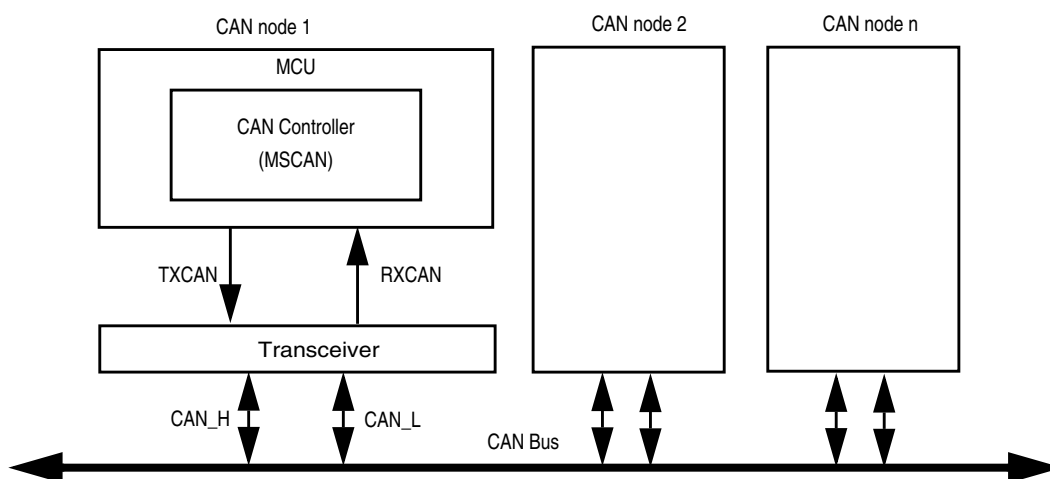 CAN node 1
CAN node 2
CAN node n
MCU
CAN Controller
(MSCAN)
TXCAN
RXCAN
Transceiver
CAN_H
CAN_L
CAN Bus